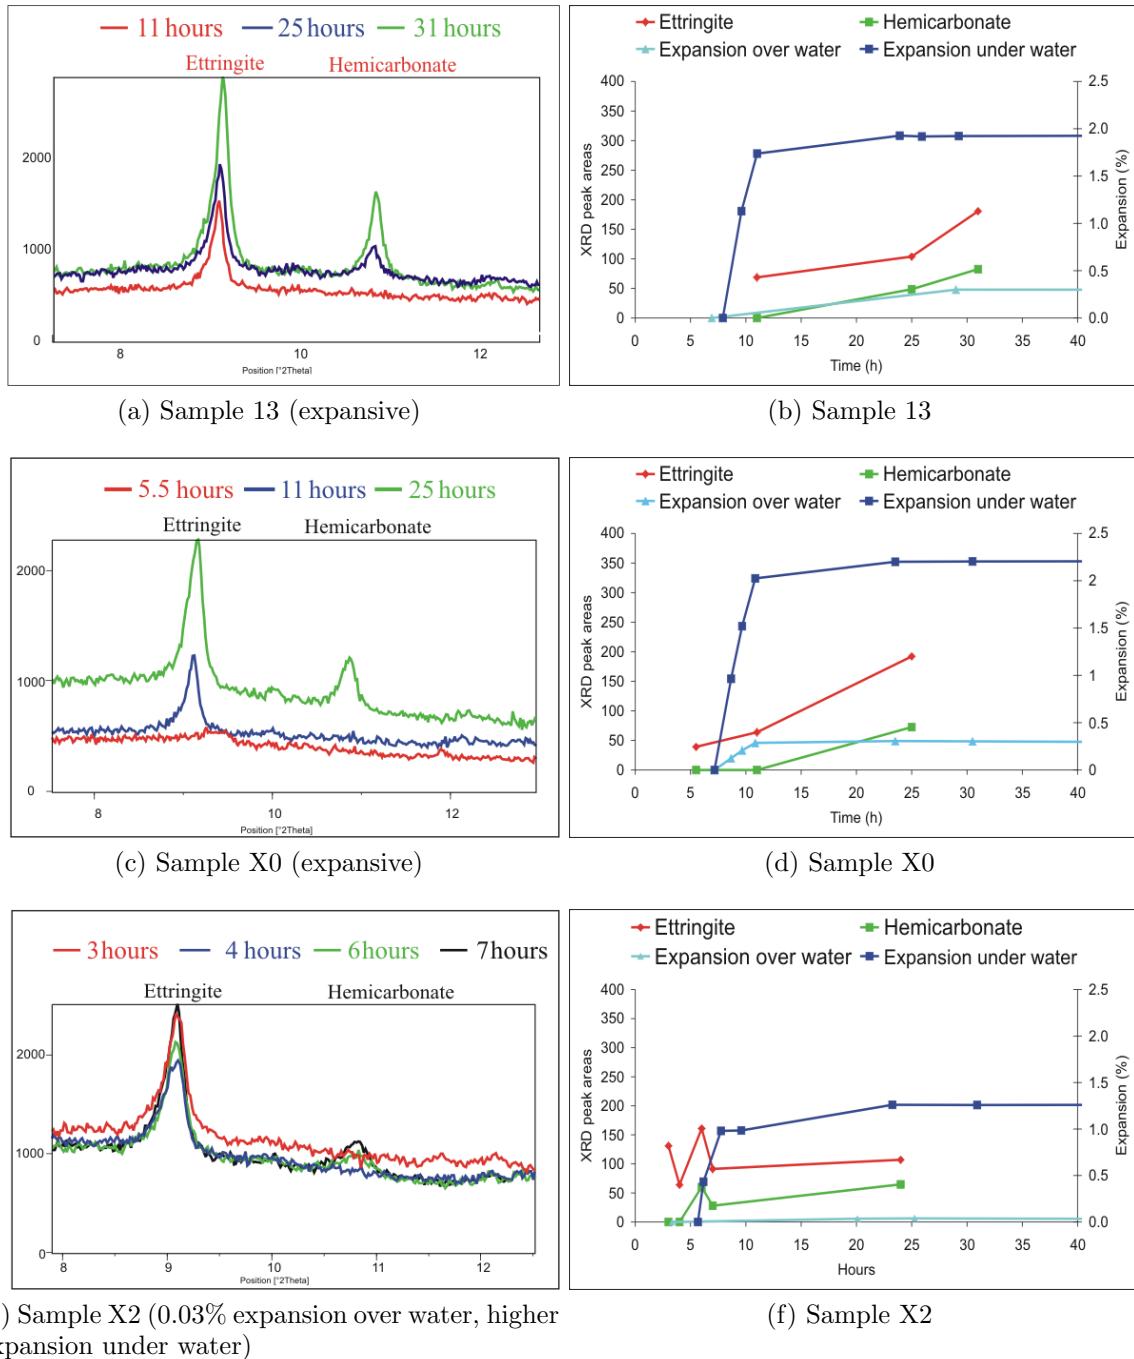 11 hours 25 hours 31 hours
Ettringite Hemicarbonate
2000
1000
0
8 10 12
Position [°2Theta]
(a) Sample 13 (expansive)
Ettringite Hemicarbonate
Expansion over water Expansion under water
XRD peak areas
400
350
300
250
200
150
100
50
0
2.5
2.0
1.5
1.0
0.5
0.0
Expansion (%)
0 5 10 15 20 25 30 35 40
Time (h)
(b) Sample 13
5.5 hours 11 hours 25 hours
Ettringite Hemicarbonate
2000
1000
0
8 10 12
Position [°2Theta]
(c) Sample X0 (expansive)
Ettringite Hemicarbonate
Expansion over water Expansion under water
XRD peak areas
400
350
300
250
200
150
100
50
0
2.5
2
1.5
1
0.5
0
Expansion (%)
0 5 10 15 20 25 30 35 40
Time (h)
(d) Sample X0
3 hours 4 hours 6 hours 7 hours
Ettringite Hemicarbonate
2000
1000
0
8 9 10 11 12
Position [°2Theta]
) Sample X2 (0.03% expansion over water, higher
xpansion under water)
Ettringite Hemicarbonate
Expansion over water Expansion under water
XRD peak areas
400
350
300
250
200
150
100
50
0
2.5
2.0
1.5
1.0
0.5
0.0
Expansion (%)
0 5 10 15 20 25 30 35 40
Hours
(f) Sample X2